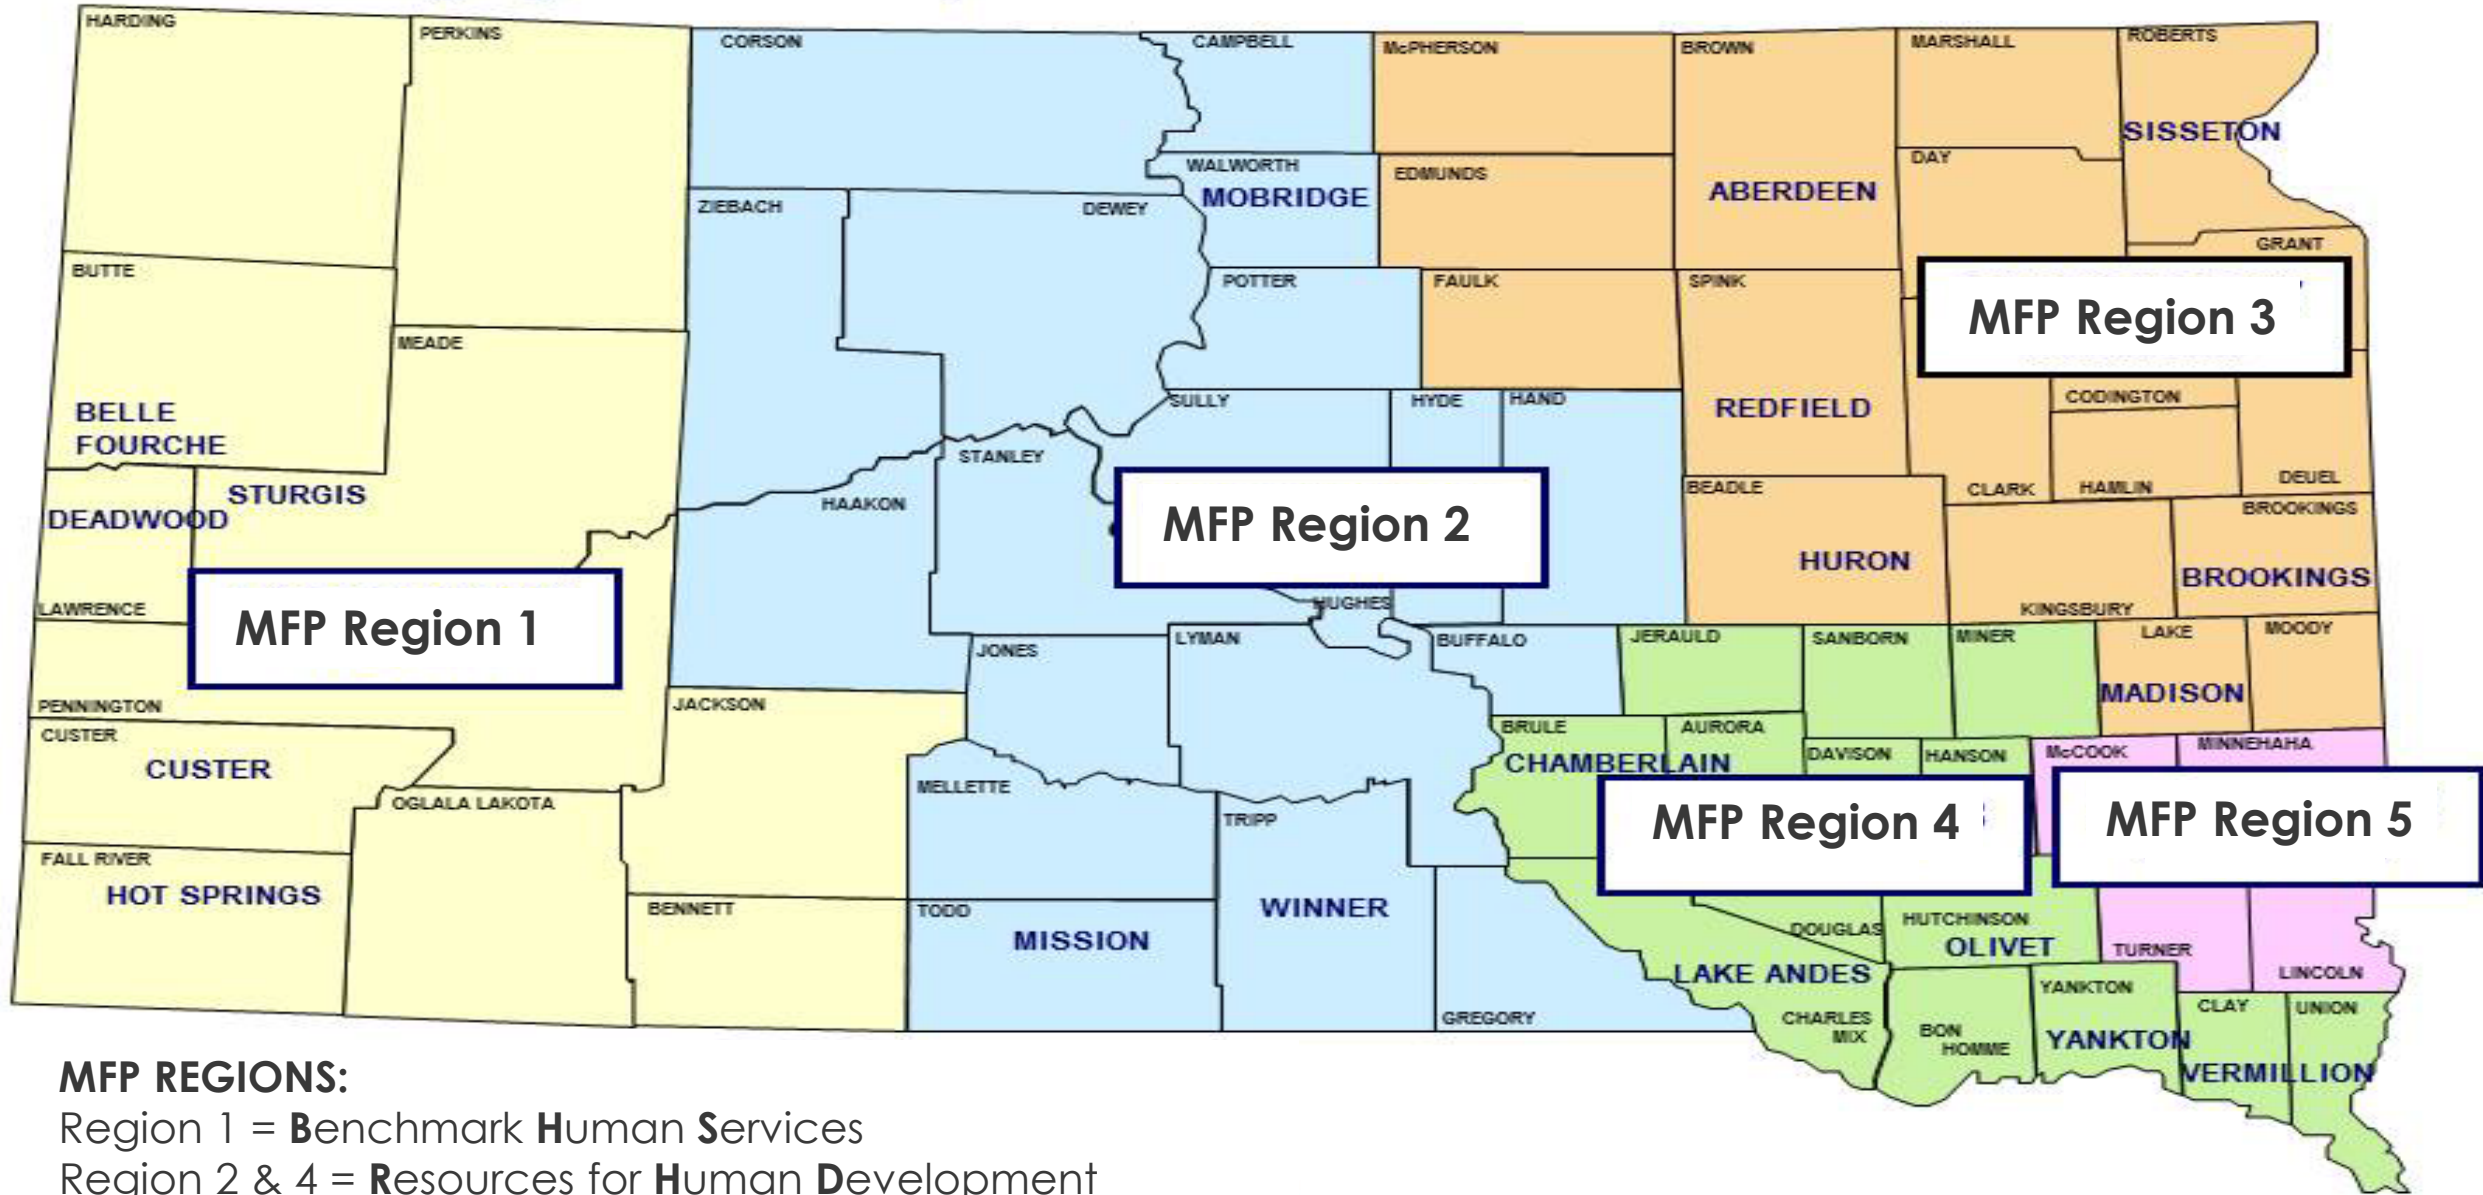 HARDING
PERKINS
CORSON
CAMPBELL
McPHERSON
BROWN
MARSHALL
ROBERTS
SISSETON
WALWORTH
MOBRIDGE
EDMUNDS
ABERDEEN
DAY
ZIEBACH
DEWEY
GRANT
BUTTE
POTTER
FAULK
SPINK
MFP Region 3
MEADE
BELLE
FOURCHE
SULLY
HYDE
HAND
REDFIELD
CODINGTON
STANLEY
STURGIS
DEADWOOD
HAAKON
MFP Region 2
BEADLE
CLARK
HAMLIN
DEUEL
BROOKINGS
HURON
BROOKINGS
LAWRENCE
MFP Region 1
HUGHES
KINGSBURY
JONES
LYMAN
BUFFALO
JERAULD
SANBORN
MINER
LAKE
MOODY
MADISON
PENNINGTON
JACKSON
CUSTER
CUSTER
BRULE
AURORA
CHAMBERLAIN
DAVISON
HANSON
McCOOK
MINNEHAHA
MELLETTE
OGLALA LAKOTA
TRIPP
MFP Region 4
MFP Region 5
FALL RIVER
HOT SPRINGS
BENNETT
TODD
MISSION
WINNER
DOUGLAS
HUTCHINSON
OLIVET
TURNER
LINCOLN
LAKE ANDES
GREGORY
CHARLES
MIX
BON
HOMME
YANKTON
YANKTON
CLAY
UNION
VERMILLION
MFP REGIONS:
Region 1 = Benchmark Human Services
Region 2 & 4 = Resources for Human Development